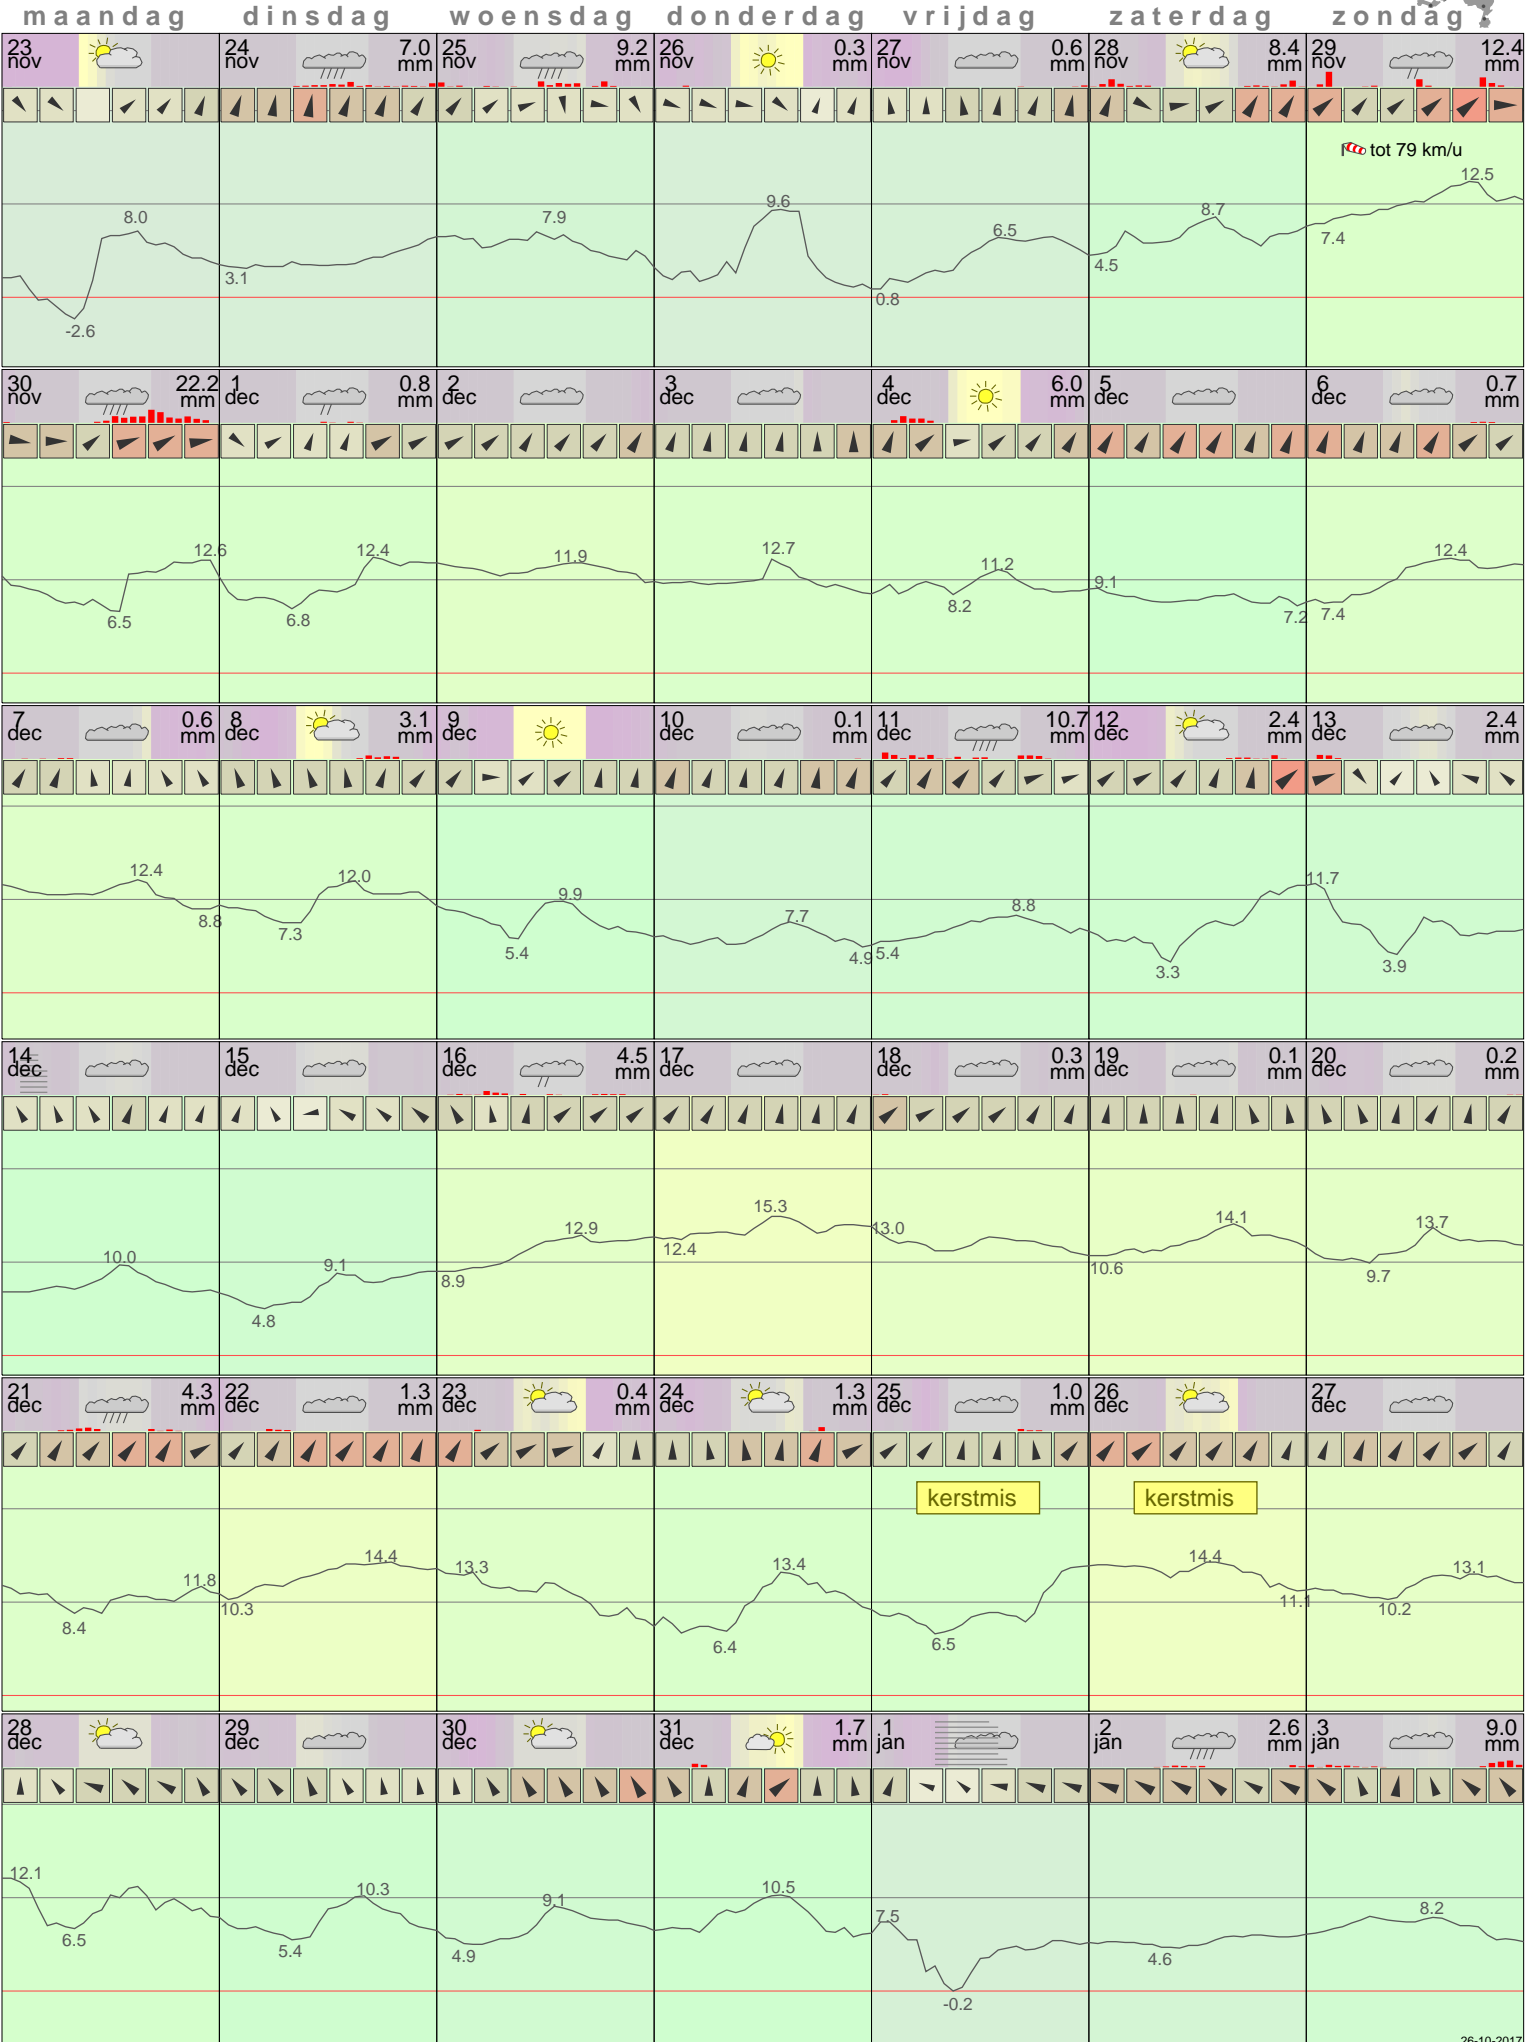 maandag dinsdag woensdag donderdag vrijdag zaterdag zondag
23 24 7.0 25 9.2 26 0.3 27 0.6 28 8.4 29 12.4
nov nov mm nov mm nov mm nov mm nov mm nov mm
tot 79 km/u
12.5
8.0 7.9 9.6 6.5 8.7
3.1 4.5 7.4
-2.6 0.8
30 22.2 1 0.8 2 3 4 6.0 5 6 0.7
nov mm dec mm dec dec dec mm dec dec mm
12.6 12.4 11.9 12.7 11.2 9.1 12.4
6.5 6.8 8.2 7.2 7.4
7 0.6 8 3.1 9 10 0.1 11 10.7 12 2.4 13 2.4
dec mm dec mm dec dec mm dec mm dec mm dec mm
12.4 12.0 9.9 7.7 8.8 11.7
8.8 7.3 5.4 4.9 5.4 3.3 3.9
14 15 16 4.5 17 18 0.3 19 0.1 20 0.2
dec dec dec mm dec dec mm dec mm dec mm
10.0 9.1 12.9 15.3 13.0 14.1 13.7
4.8 8.9 12.4 10.6 9.7
21 4.3 22 1.3 23 0.4 24 1.3 25 1.0 26 27
dec mm dec mm dec mm dec mm dec mm dec dec
kerstmis kerstmis
11.8 14.4 13.3 13.4 14.4 13.1
8.4 10.3 6.4 6.5 11.1 10.2
28 29 30 31 1.7 1 2 2.6 3 9.0
dec dec dec dec mm jan jan mm jan mm
12.1 10.3 9.1 10.5 7.5 8.2
6.5 5.4 4.9 4.6
-0.2
26-10-2017